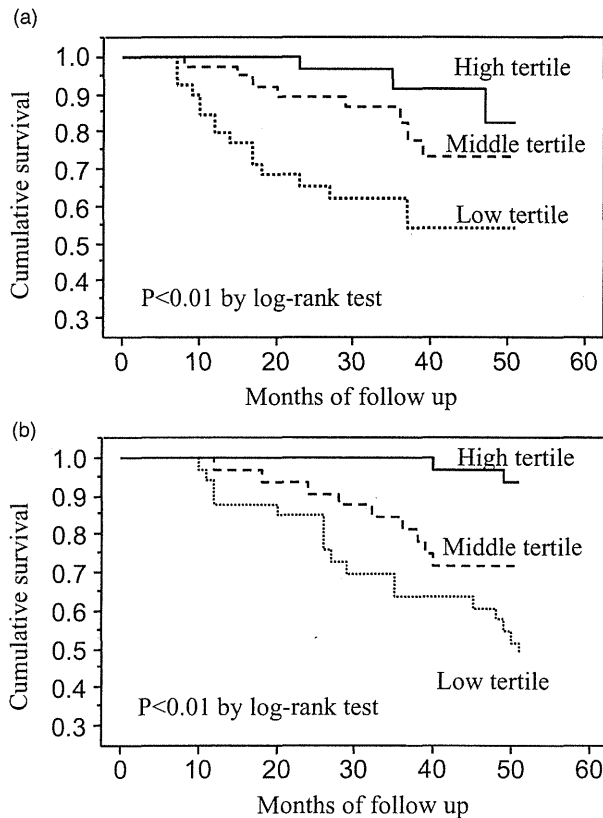 (a)
1.0
0.9
0.8
0.7
0.6
0.5
0.4
0.3
Cumulative survival
High tertile
Middle tertile
Low tertile
P<0.01 by log-rank test
0 10 20 30 40 50 60
Months of follow up
(b)
1.0
0.9
0.8
0.7
0.6
0.5
0.4
0.3
Cumulative survival
High tertile
Middle tertile
Low tertile
P<0.01 by log-rank test
0 10 20 30 40 50 60
Months of follow up